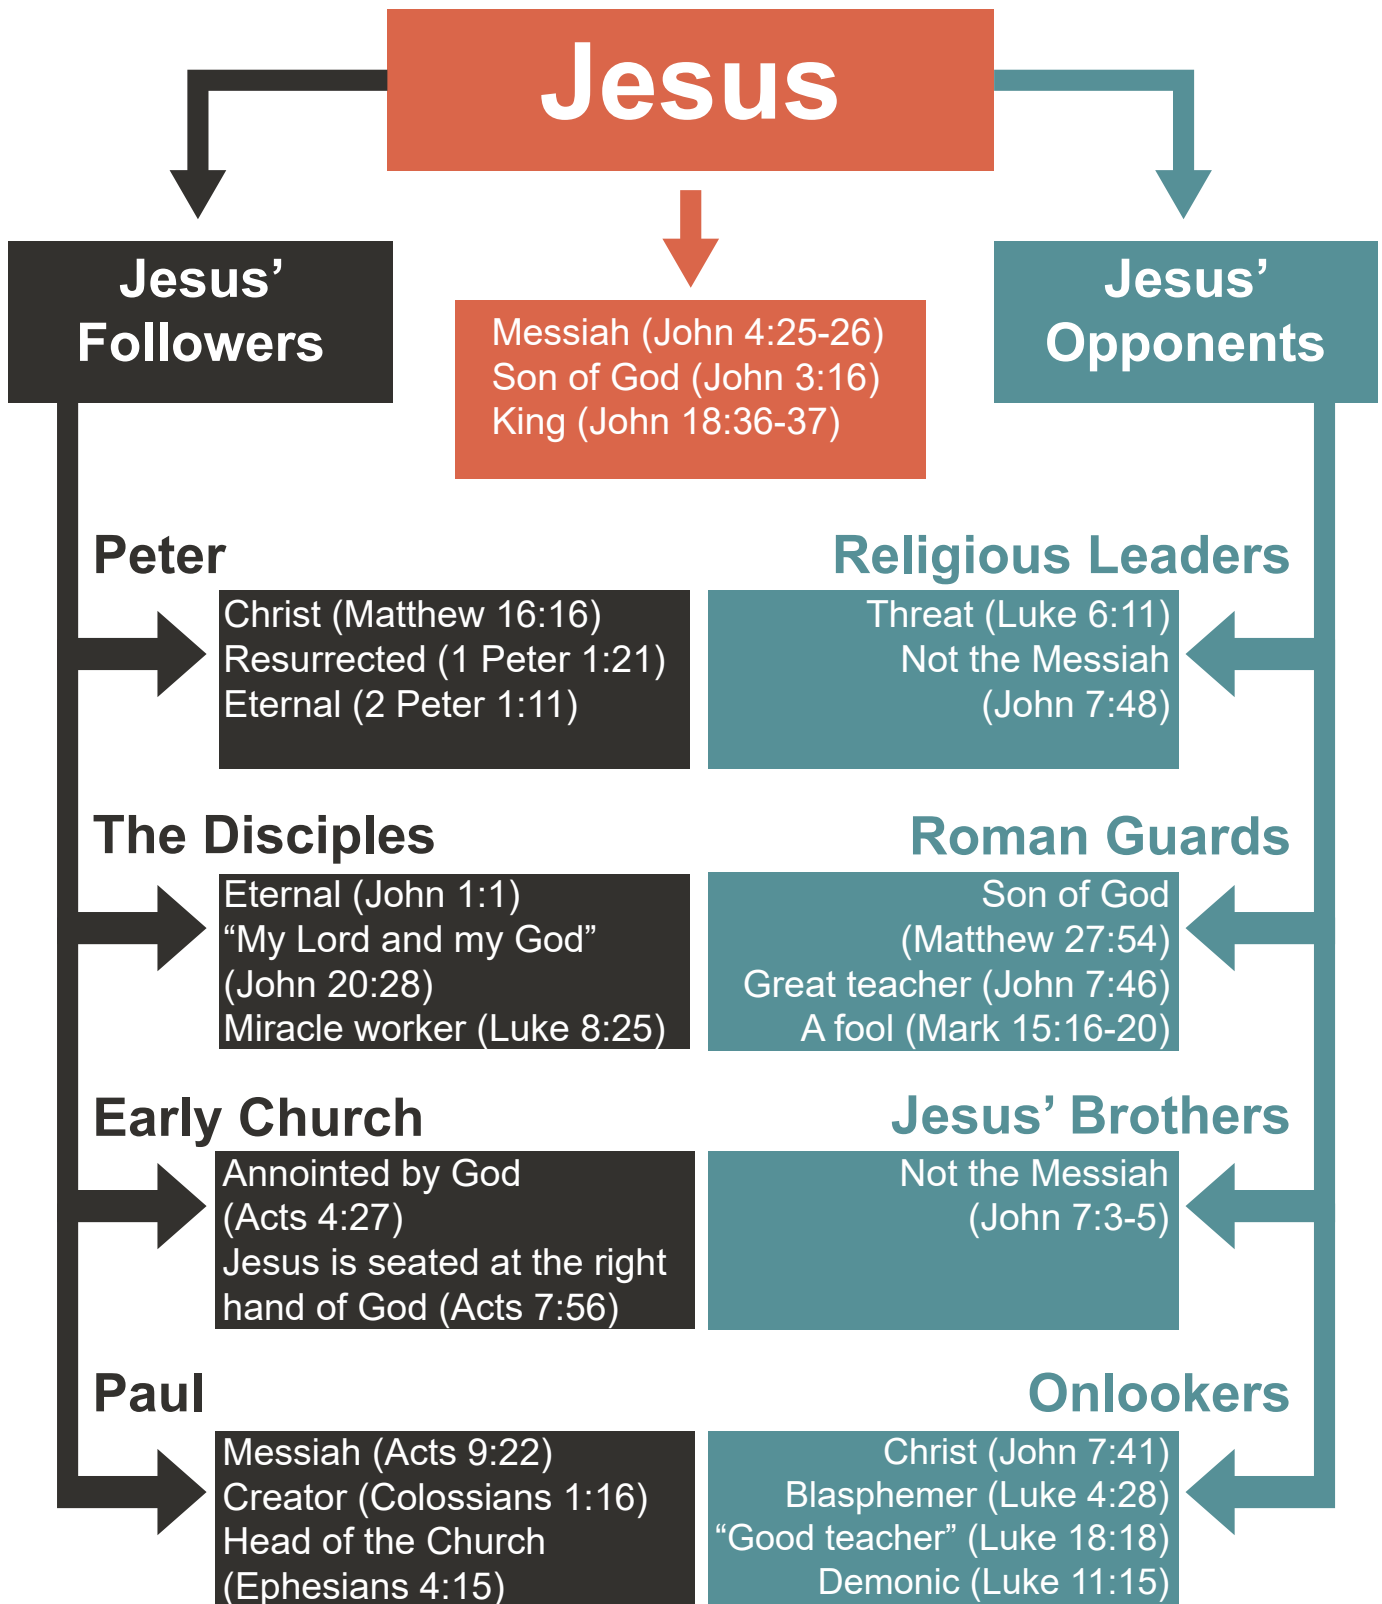 Jesus
Jesus’
Followers
Messiah (John 4:25-26)
Son of God (John 3:16)
King (John 18:36-37)
Jesus’
Opponents
Peter
Christ (Matthew 16:16)
Resurrected (1 Peter 1:21)
Eternal (2 Peter 1:11)
Religious Leaders
Threat (Luke 6:11)
Not the Messiah
(John 7:48)
The Disciples
Eternal (John 1:1)
“My Lord and my God”
(John 20:28)
Miracle worker (Luke 8:25)
Roman Guards
Son of God
(Matthew 27:54)
Great teacher (John 7:46)
A fool (Mark 15:16-20)
Early Church
Annointed by God
(Acts 4:27)
Jesus is seated at the right
hand of God (Acts 7:56)
Jesus’ Brothers
Not the Messiah
(John 7:3-5)
Paul
Messiah (Acts 9:22)
Creator (Colossians 1:16)
Head of the Church
(Ephesians 4:15)
Onlookers
Christ (John 7:41)
Blasphemer (Luke 4:28)
“Good teacher” (Luke 18:18)
Demonic (Luke 11:15)